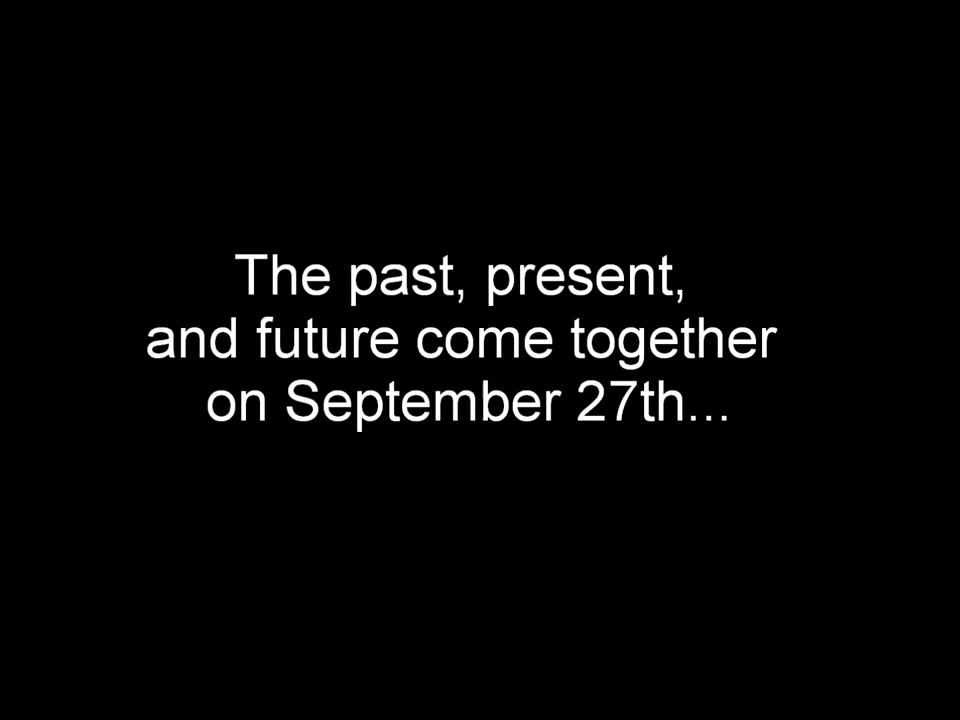 The past, present,
and future come together
on September 27th...